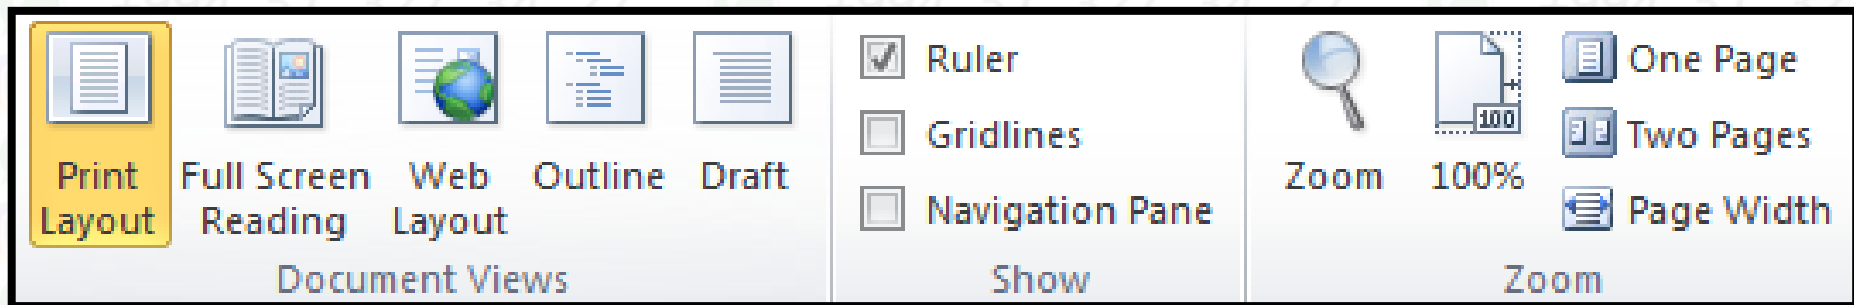 Print
Layout
Full Screen
Reading
Web
Layout
Outline
Draft
Document Views
Ruler
Gridlines
Navigation Pane
Show
Zoom
100
100%
One Page
Two Pages
Page Width
Zoom